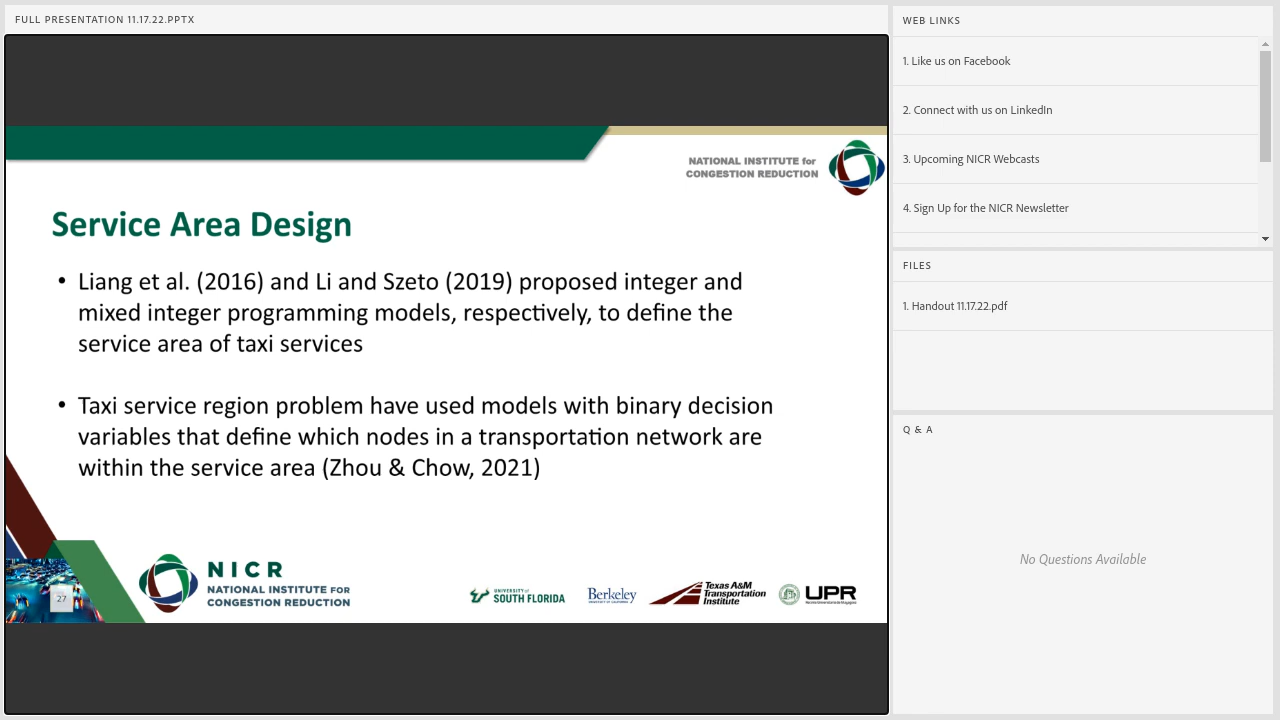 FULL PRESENTATION 11.17.22.PPTX
NATIONAL INSTITUTE for
CONGESTION REDUCTION
Service Area Design
• Liang et al. (2016) and Li and Szeto (2019) proposed integer and
mixed integer programming models, respectively, to define the
service area of taxi services
• Taxi service region problem have used models with binary decision
variables that define which nodes in a transportation network are
within the service area (Zhou & Chow, 2021)
27
NICR
NATIONAL INSTITUTE FOR
CONGESTION REDUCTION
UNIVERSITY of
SOUTH FLORIDA
Berkeley
UNIVERSITY OF CALIFORNIA
Texas A&M
Transportation
Institute
UPR
WEB LINKS
1. Like us on Facebook
2. Connect with us on LinkedIn
3. Upcoming NICR Webcasts
4. Sign Up for the NICR Newsletter
FILES
1. Handout 11.17.22.pdf
Q & A
No Questions Available